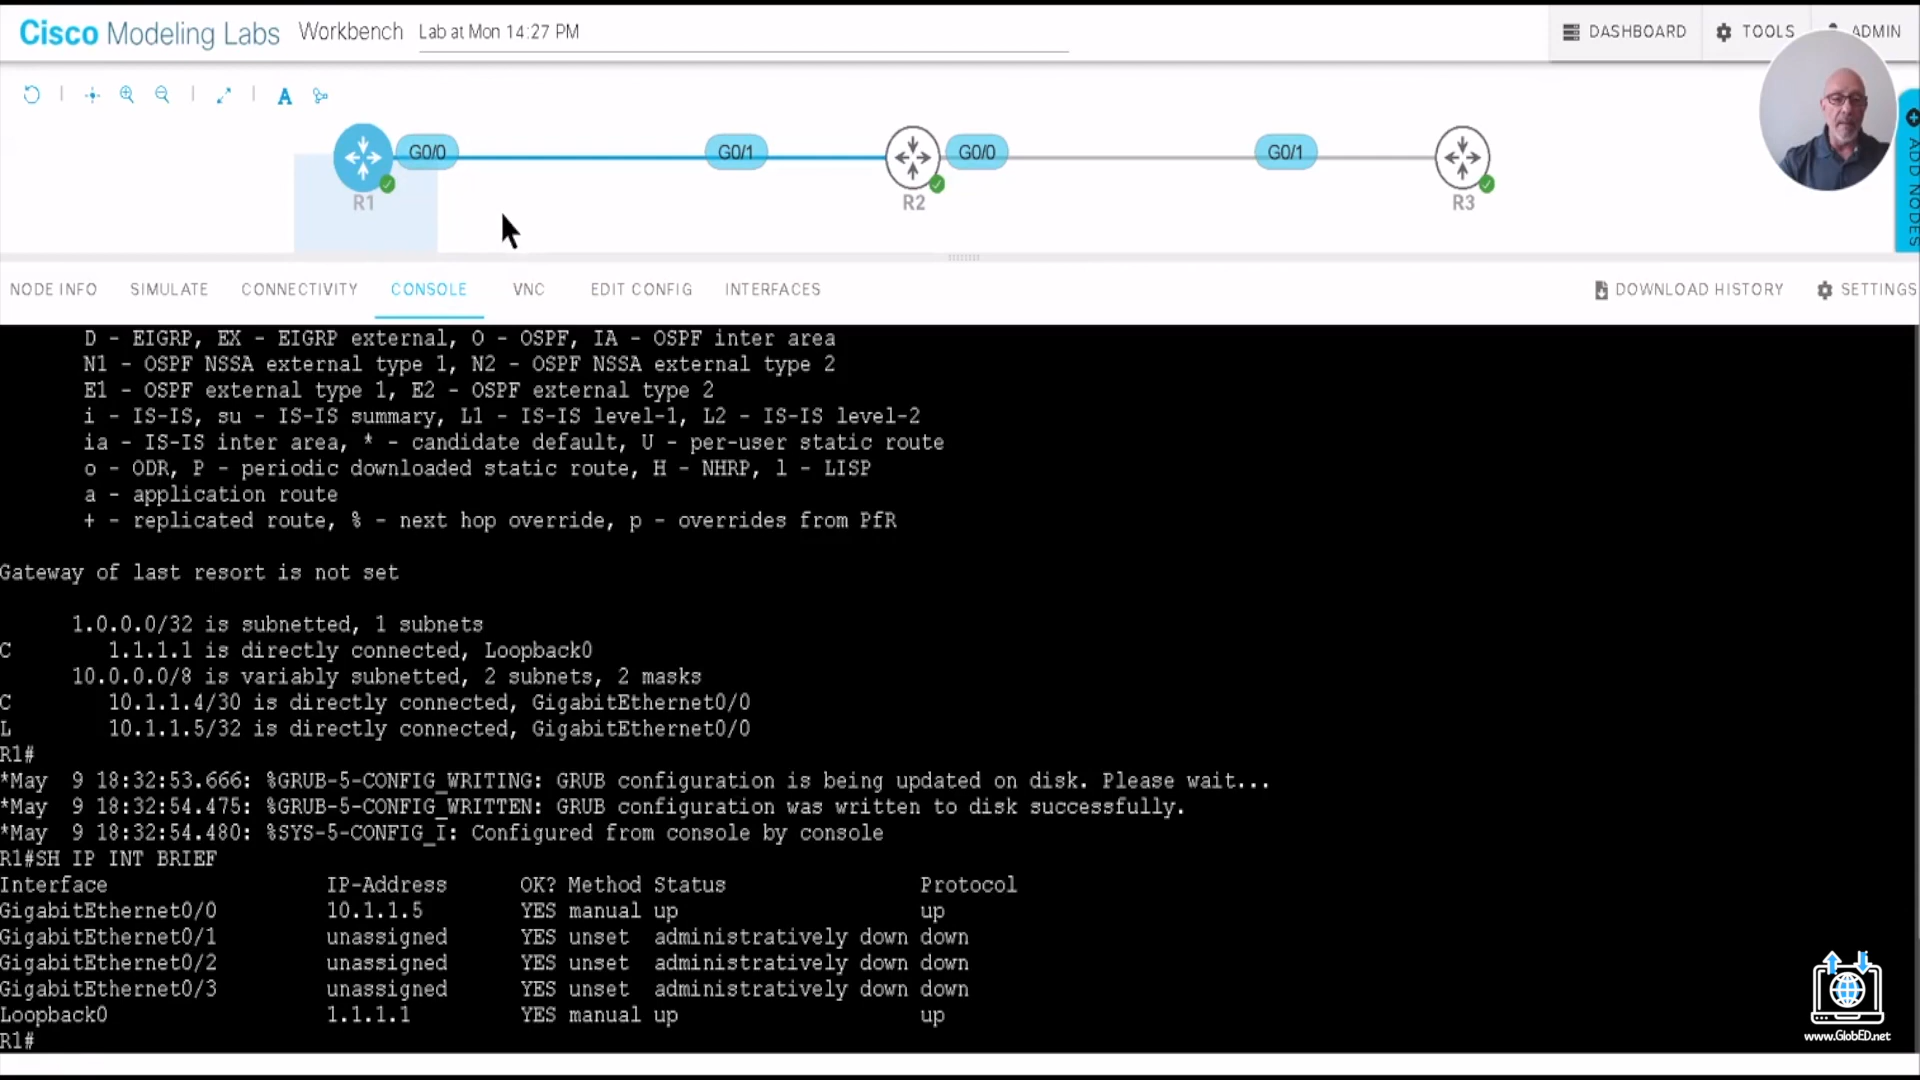 Cisco Modeling Labs Workbench Lab at Mon 14:27 PM DASHBOARD TOOLS ADMIN
A
G0/0 G0/1 G0/0 G0/1
R1 R2 R3
ADD NODES
NODE INFO SIMULATE CONNECTIVITY CONSOLE VNC EDIT CONFIG INTERFACES DOWNLOAD HISTORY SETTINGS
D - EIGRP, EX - EIGRP external, O - OSPF, IA - OSPF inter area
N1 - OSPF NSSA external type 1, N2 - OSPF NSSA external type 2
E1 - OSPF external type 1, E2 - OSPF external type 2
i - IS-IS, su - IS-IS summary, L1 - IS-IS level-1, L2 - IS-IS level-2
ia - IS-IS inter area, * - candidate default, U - per-user static route
o - ODR, P - periodic downloaded static route, H - NHRP, l - LISP
a - application route
+ - replicated route, % - next hop override, p - overrides from PfR
Gateway of last resort is not set
1.0.0.0/32 is subnetted, 1 subnets
C 1.1.1.1 is directly connected, Loopback0
10.0.0.0/8 is variably subnetted, 2 subnets, 2 masks
C 10.1.1.4/30 is directly connected, GigabitEthernet0/0
L 10.1.1.5/32 is directly connected, GigabitEthernet0/0
R1#
*May  9 18:32:53.666: %GRUB-5-CONFIG_WRITING: GRUB configuration is being updated on disk. Please wait...
*May  9 18:32:54.475: %GRUB-5-CONFIG_WRITTEN: GRUB configuration was written to disk successfully.
*May  9 18:32:54.480: %SYS-5-CONFIG_I: Configured from console by console
R1#SH IP INT BRIEF
Interface IP-Address OK? Method Status Protocol
GigabitEthernet0/0 10.1.1.5 YES manual up up
GigabitEthernet0/1 unassigned YES unset administratively down down
GigabitEthernet0/2 unassigned YES unset administratively down down
GigabitEthernet0/3 unassigned YES unset administratively down down
Loopback0 1.1.1.1 YES manual up up
R1#
www.GlobED.net